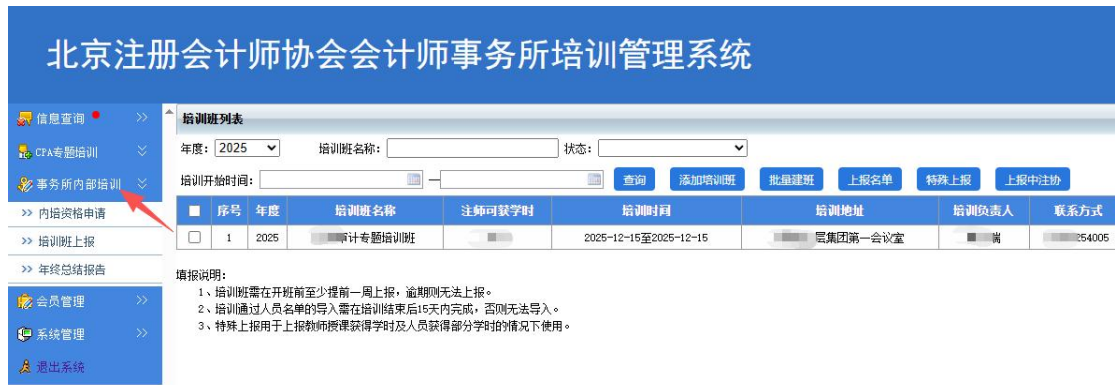 北京注册会计师协会会计师事务所培训管理系统
信息查询
CPA专题培训
事务所内部培训
>> 内培资格申请
>> 培训班上报
>> 年终总结报告
会员管理
系统管理
退出系统
培训班列表
年度: 2025 培训班名称: 状态:
培训开始时间: — 查询 添加培训班 批量建班 上报名单 特殊上报 上报中注协
序号 年度 培训班名称 注师可获学时 培训时间 培训地址 培训负责人 联系方式
1 2025 计专题培训班 2025-12-15至2025-12-15 层集团第一会议室 254005
填报说明:
1、培训班需在开班前至少提前一周上报,逾期则无法上报。
2、培训通过人员名单的导入需在培训结束后15天内完成,否则无法导入。
3、特殊上报用于上报教师授课获得学时及人员获得部分学时的情况下使用。